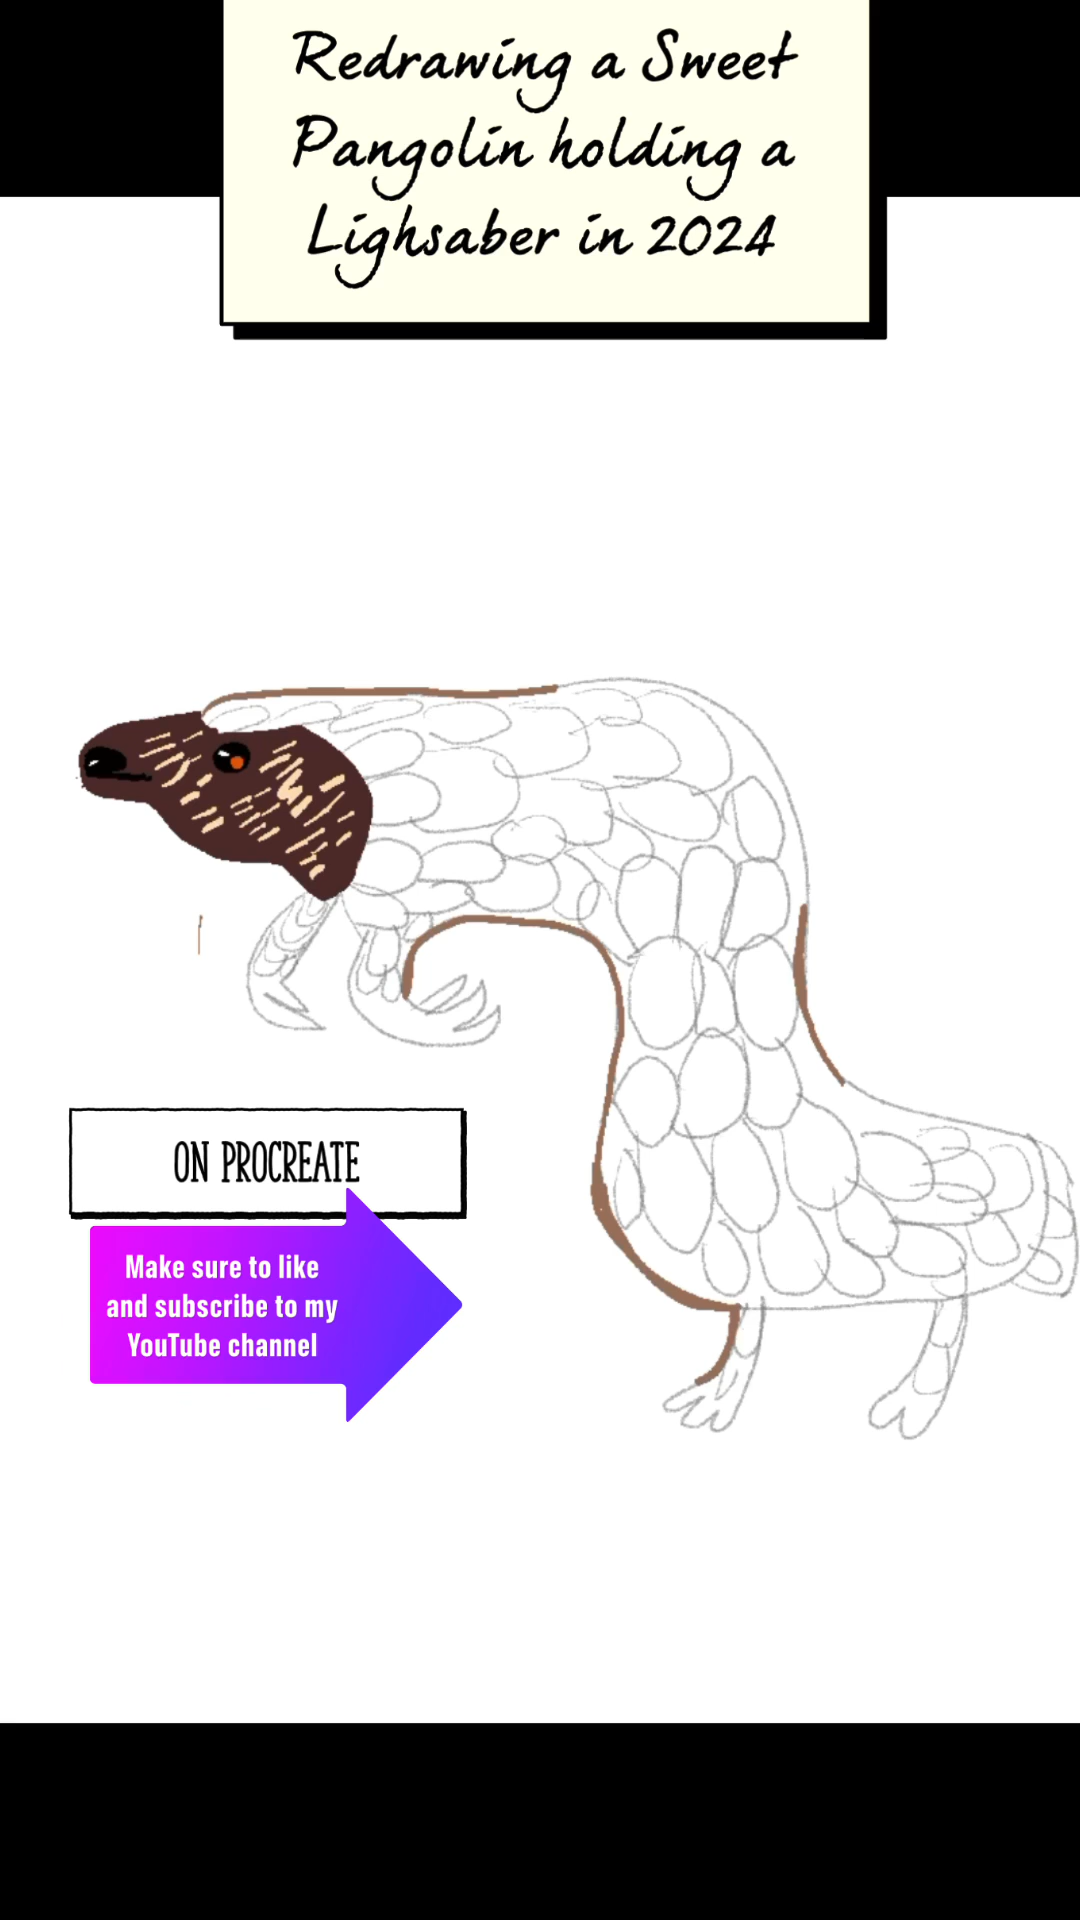 Redrawing a Sweet
Pangolin holding a
Lighsaber in 2024
ON PROCREATE
Make sure to like
and subscribe to my
YouTube channel